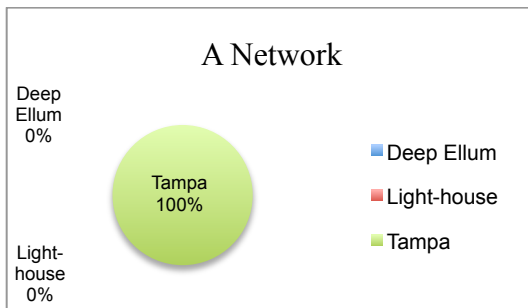 A Network
Deep
Ellum
0%
Tampa
100%
Light-
house
0%
Deep Ellum
Light-house
Tampa